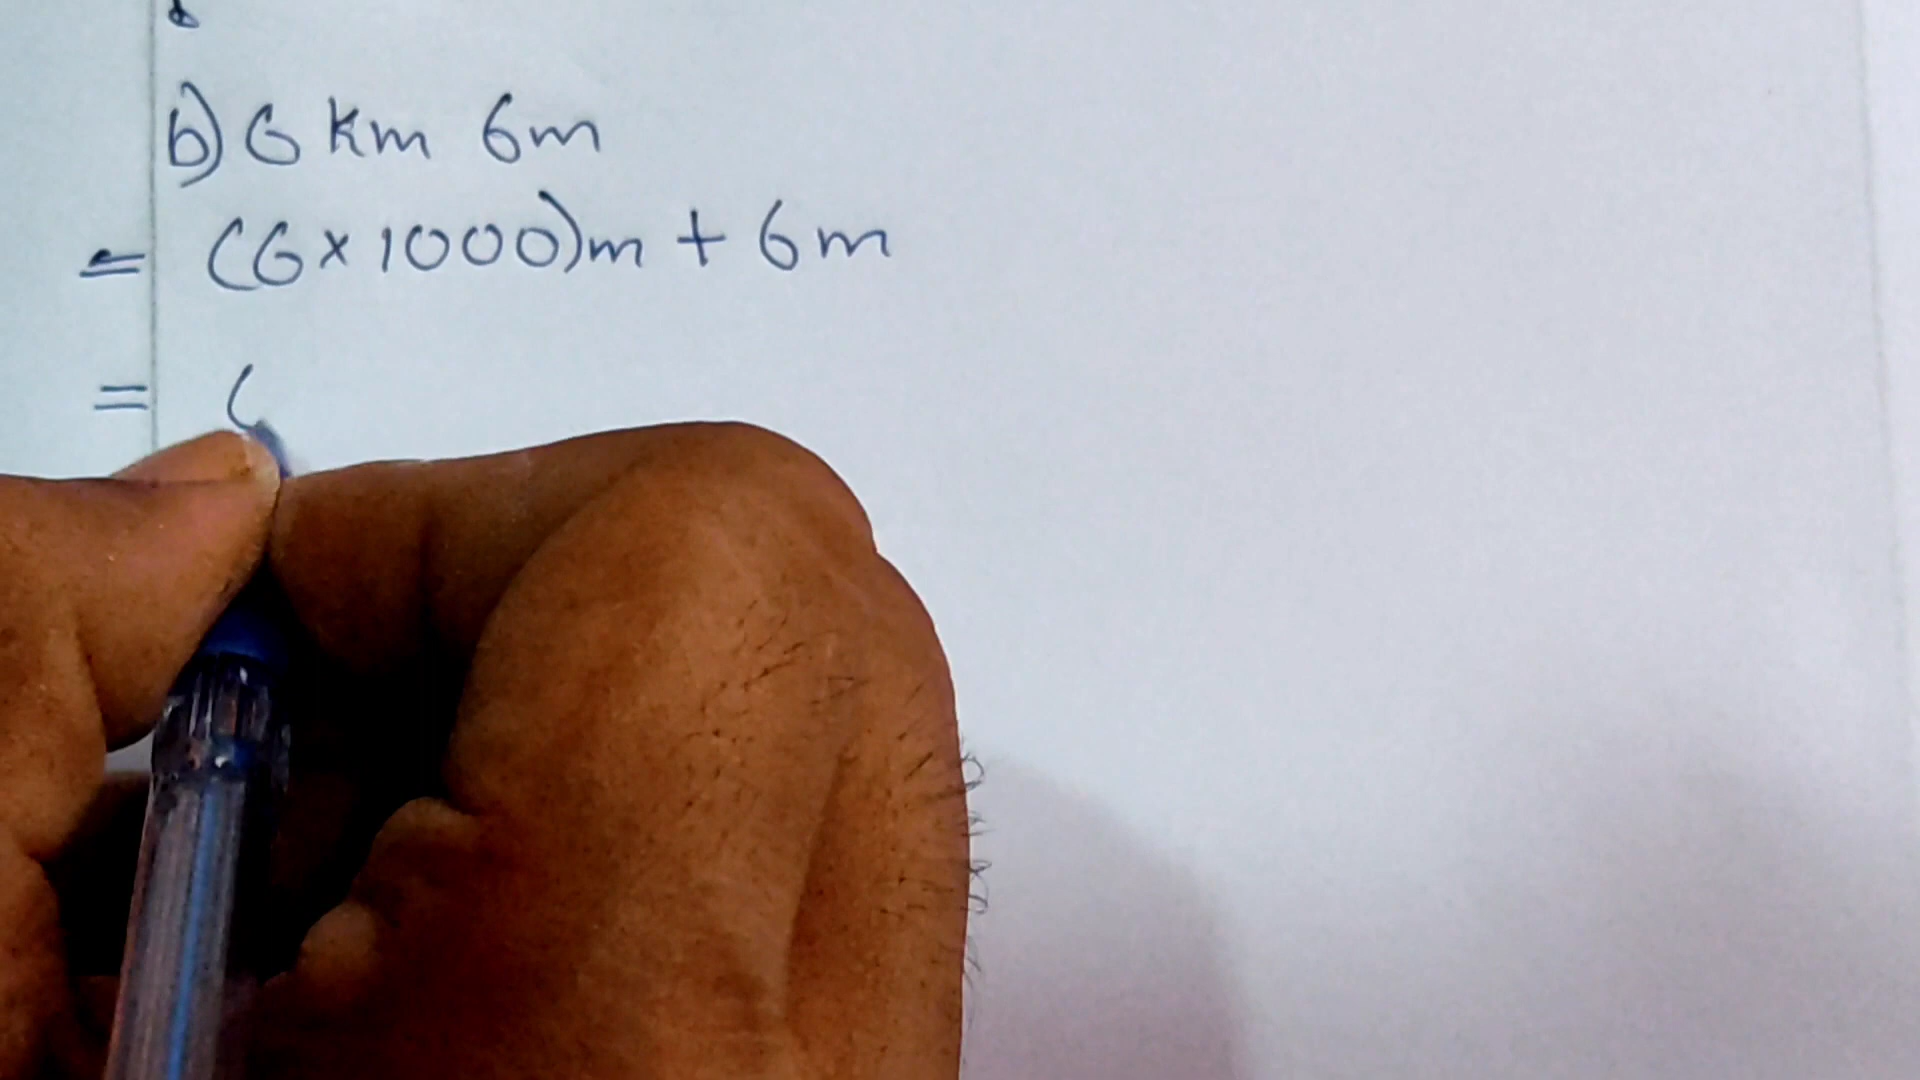 b) 6 km 6m
= (6×1000)m + 6m
=